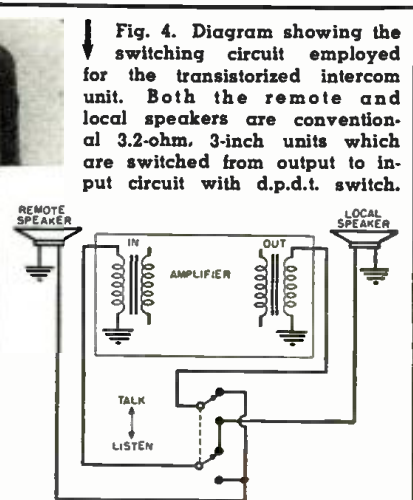 Fig. 4. Diagram showing the
switching circuit employed
for the transistorized intercom
unit. Both the remote and
local speakers are convention-
al 3.2-ohm, 3-inch units which
are switched from output to in-
put circuit with d.p.d.t. switch.
REMOTE
SPEAKER
LOCAL
SPEAKER
IN
OUT
AMPLIFIER
TALK
LISTEN